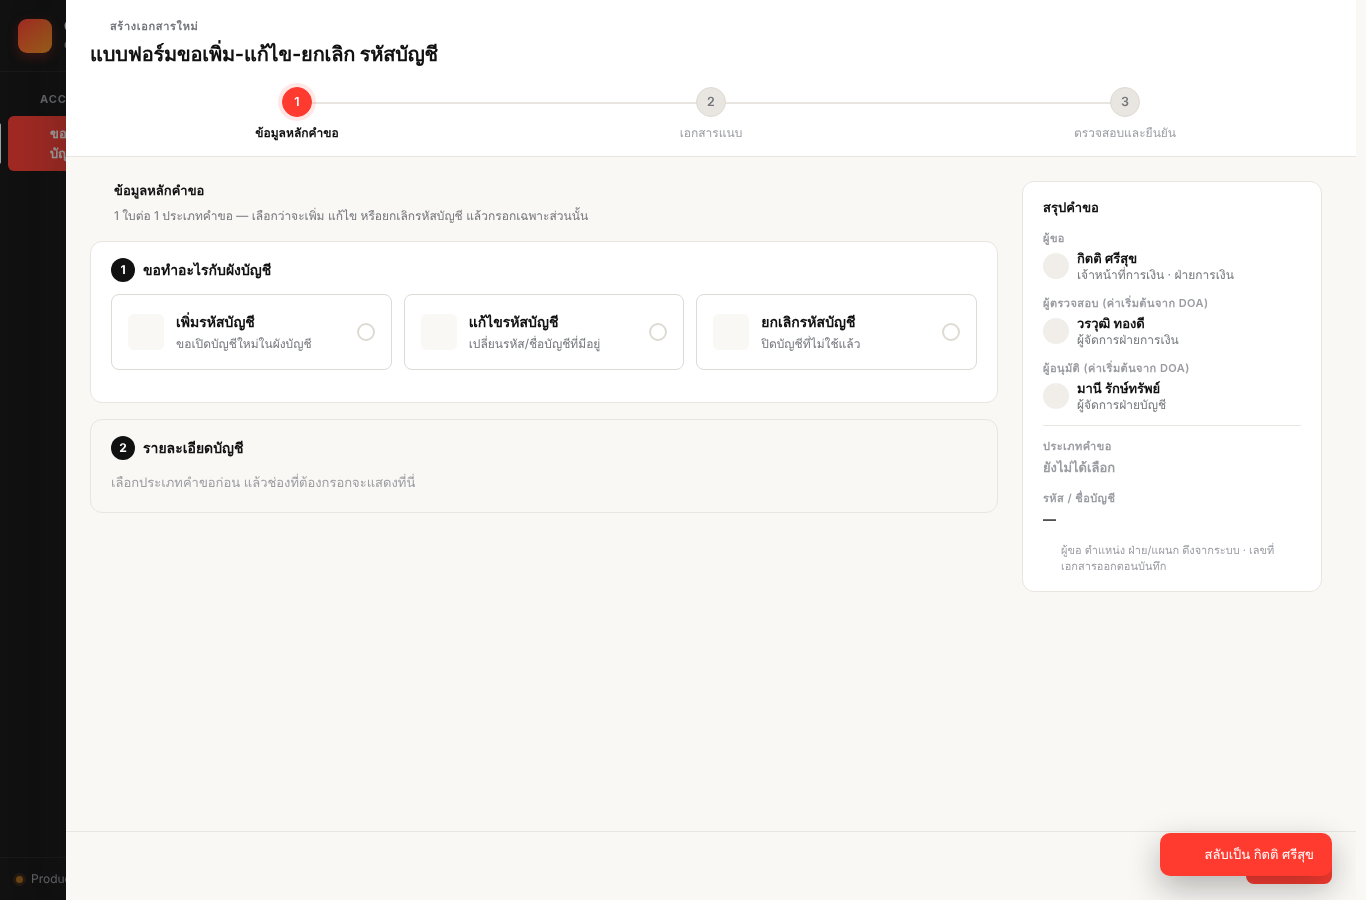 สร้างเอกสารใหม่
แบบฟอร์มขอเพิ่ม-แก้ไข-ยกเลิก รหัสบัญชี
1
ข้อมูลหลักคำขอ
2
เอกสารแนบ
3
ตรวจสอบและยืนยัน
ACC
ขอ
บัญ
ข้อมูลหลักคำขอ
1 ใบต่อ 1 ประเภทคำขอ — เลือกว่าจะเพิ่ม แก้ไข หรือยกเลิกรหัสบัญชี แล้วกรอกเฉพาะส่วนนั้น
1 ขอทำอะไรกับผังบัญชี
เพิ่มรหัสบัญชี
ขอเปิดบัญชีใหม่ในผังบัญชี
แก้ไขรหัสบัญชี
เปลี่ยนรหัส/ชื่อบัญชีที่มีอยู่
ยกเลิกรหัสบัญชี
ปิดบัญชีที่ไม่ใช้แล้ว
2 รายละเอียดบัญชี
เลือกประเภทคำขอก่อน แล้วช่องที่ต้องกรอกจะแสดงที่นี่
สรุปคำขอ
ผู้ขอ
กิตติ ศรีสุข
เจ้าหน้าที่การเงิน · ฝ่ายการเงิน
ผู้ตรวจสอบ (ค่าเริ่มต้นจาก DOA)
วรวุฒิ ทองดี
ผู้จัดการฝ่ายการเงิน
ผู้อนุมัติ (ค่าเริ่มต้นจาก DOA)
มานี รักษ์ทรัพย์
ผู้จัดการฝ่ายบัญชี
ประเภทคำขอ
ยังไม่ได้เลือก
รหัส / ชื่อบัญชี
—
ผู้ขอ ตำแหน่ง ฝ่าย/แผนก ดึงจากระบบ · เลขที่
เอกสารออกตอนบันทึก
Produ
สลับเป็น กิตติ ศรีสุข